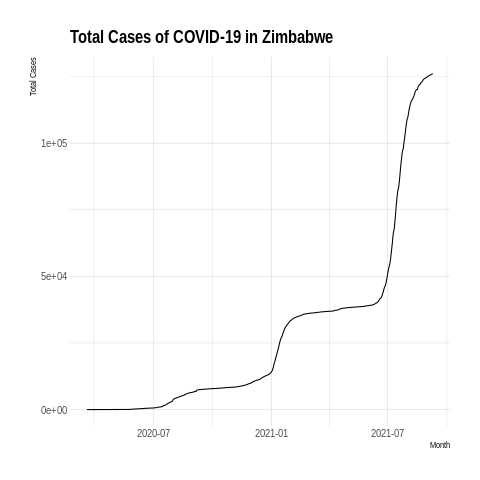 Total Cases of COVID-19 in Zimbabwe
Total Cases
1e+05
5e+04
0e+00
2020-07 2021-01 2021-07
Month